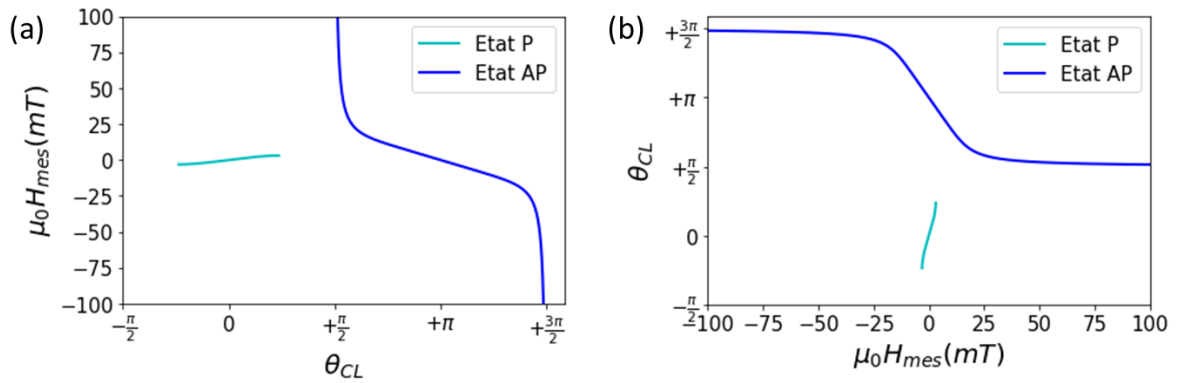 (a)
100
75
50
25
0
−25
−50
−75
−100
μ₀Hₘₑₛ(mT)
Etat P
Etat AP
−π/2
0
+π/2
+π
+3π/2
θ_CL
(b)
+3π/2
+π
+π/2
0
−π/2
θ_CL
Etat P
Etat AP
−100 −75 −50 −25 0 25 50 75 100
μ₀Hₘₑₛ(mT)